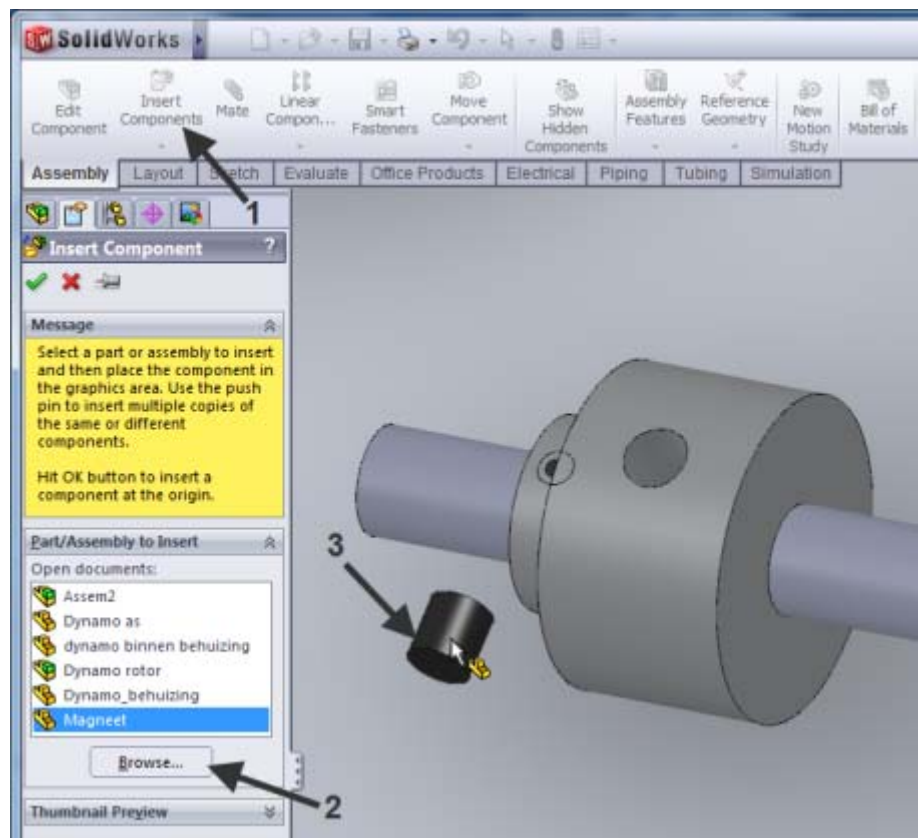 SolidWorks
Edit Component
Insert Components
Mate
Linear Compon...
Smart Fasteners
Move Component
Show Hidden Components
Assembly Features
Reference Geometry
New Motion Study
Bill of Materials
Assembly Layout Sketch Evaluate Office Products Electrical Piping Tubing Simulation
1
Insert Component ?
Message
Select a part or assembly to insert
and then place the component in
the graphics area. Use the push
pin to insert multiple copies of
the same or different
components.
Hit OK button to insert a
component at the origin.
Part/Assembly to Insert
3
Open documents:
Assem2
Dynamo as
dynamo binnen behuizing
Dynamo rotor
Dynamo_behuizing
Magneet
Browse...
2
Thumbnail Preview